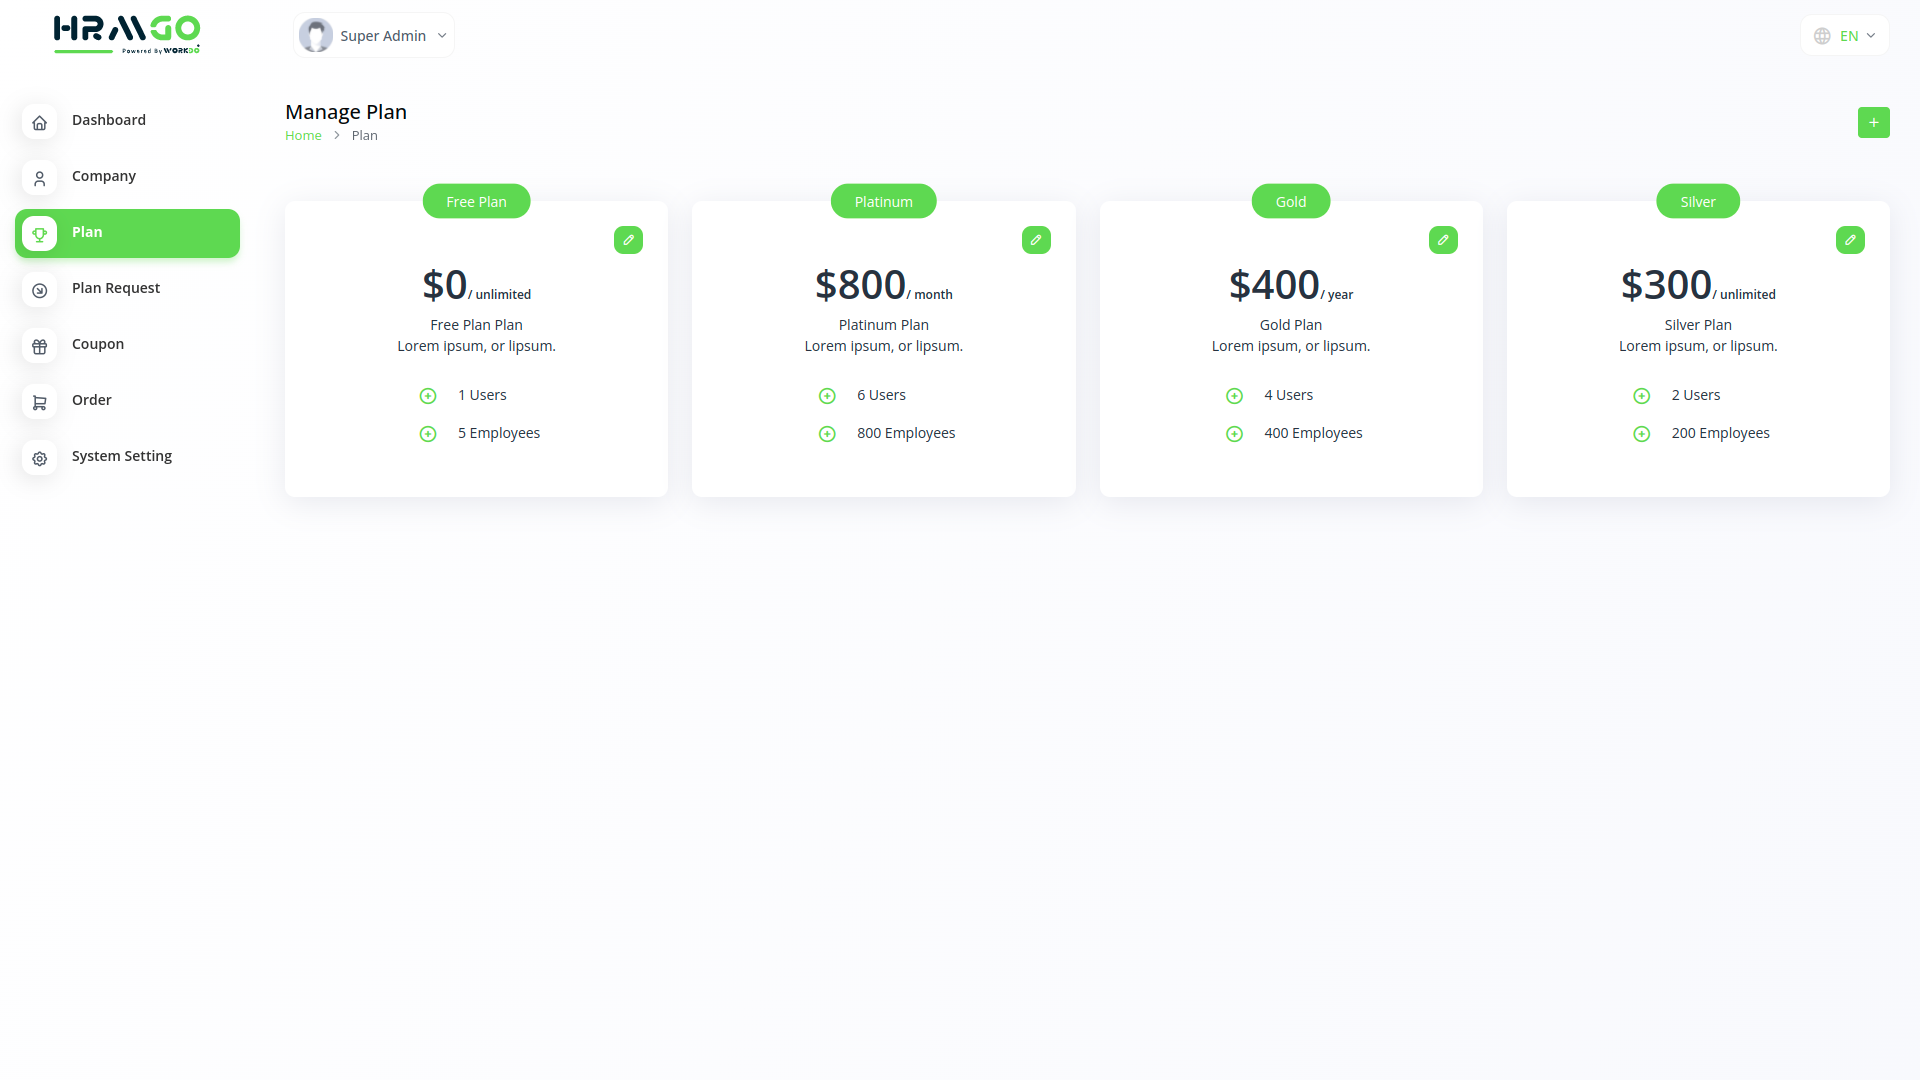 HRMGO
Powered By WORKDO
Super Admin
EN
Dashboard
Company
Plan
Plan Request
Coupon
Order
System Setting
Manage Plan
Home > Plan
+
Free Plan
$0/ unlimited
Free Plan Plan
Lorem ipsum, or lipsum.
1 Users
5 Employees
Platinum
$800/ month
Platinum Plan
Lorem ipsum, or lipsum.
6 Users
800 Employees
Gold
$400/ year
Gold Plan
Lorem ipsum, or lipsum.
4 Users
400 Employees
Silver
$300/ unlimited
Silver Plan
Lorem ipsum, or lipsum.
2 Users
200 Employees